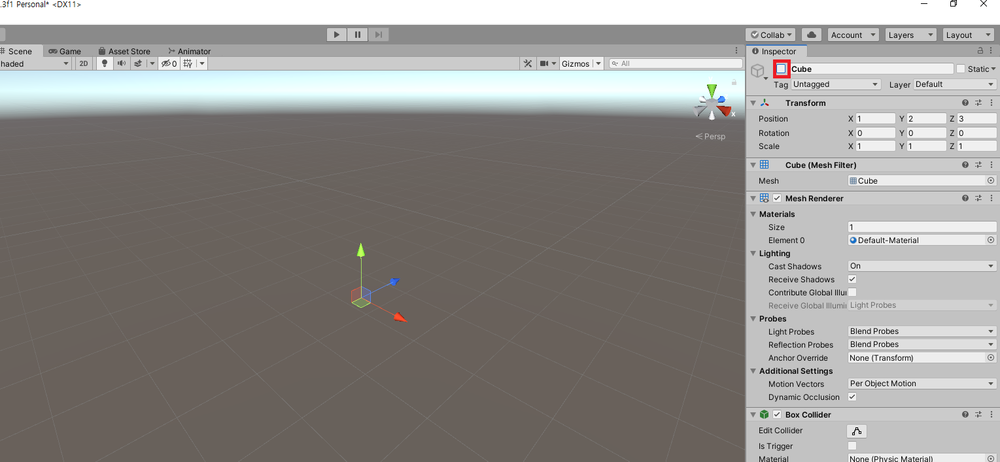 .3f1 Personal* <DX11>
Collab Account Layers Layout
Scene Game Asset Store Animator Inspector
haded 2D 0 Gizmos All
Cube Static
Tag Untagged Layer Default
Transform
Position X 1 Y 2 Z 3
Rotation X 0 Y 0 Z 0
Scale X 1 Y 1 Z 1
x
Persp
Cube (Mesh Filter)
Mesh Cube
Mesh Renderer
Materials
Size 1
Element 0 Default-Material
Lighting
Cast Shadows On
Receive Shadows
Contribute Global Illu
Receive Global Illumi Light Probes
Probes
Light Probes Blend Probes
Reflection Probes Blend Probes
Anchor Override None (Transform)
Additional Settings
Motion Vectors Per Object Motion
Dynamic Occlusion
Box Collider
Edit Collider
Is Trigger
Material None (Physic Material)